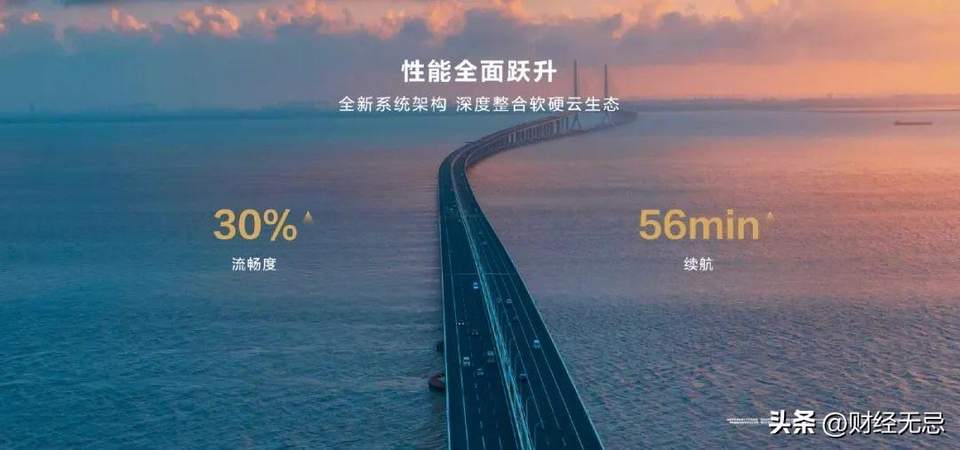 性能全面跃升
全新系统架构 深度整合软硬云生态
30%
56min
流畅度
续航
头条 @财经无忌